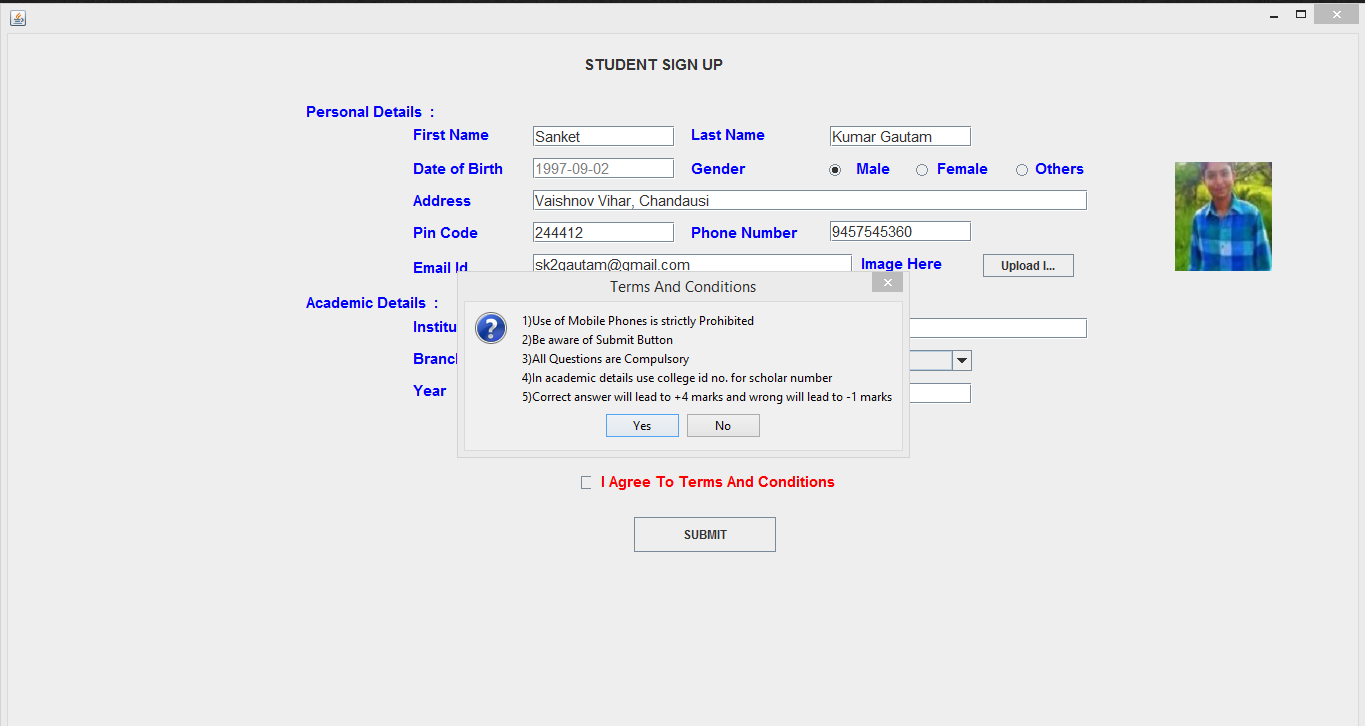 STUDENT SIGN UP
Personal Details :
First Name Sanket Last Name Kumar Gautam
Date of Birth 1997-09-02 Gender Male Female Others
Address Vaishnov Vihar, Chandausi
Pin Code 244412 Phone Number 9457545360
Email Id sk2gautam@gmail.com Image Here Upload I...
Terms And Conditions
Academic Details :
1)Use of Mobile Phones is strictly Prohibited
2)Be aware of Submit Button
3)All Questions are Compulsory
4)In academic details use college id no. for scholar number
5)Correct answer will lead to +4 marks and wrong will lead to -1 marks
Yes No
Institu
Branch
Year
I Agree To Terms And Conditions
SUBMIT